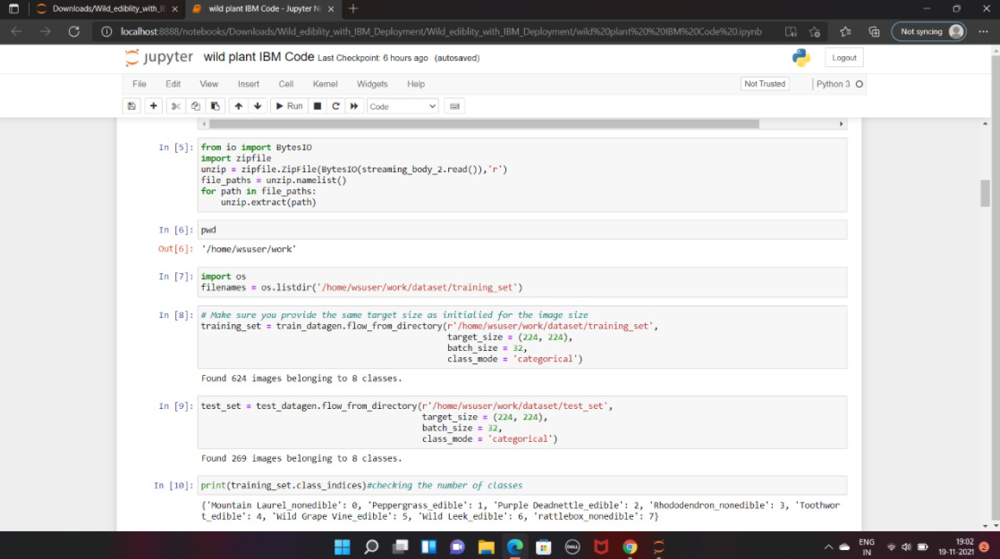 Downloads/Wild_ediblity_with_IB
wild plant IBM Code - Jupyter No
localhost:8888/notebooks/Downloads/Wild_ediblity_with_IBM_Deployment/Wild_ediblity_with_IBM_Deployment/wild%20plant%20%20IBM%20Code%20.ipynb
Not syncing
jupyter wild plant IBM Code Last Checkpoint: 6 hours ago (autosaved)
Logout
File Edit View Insert Cell Kernel Widgets Help
Not Trusted
Python 3
Run
Code
In [5]: from io import BytesIO
import zipfile
unzip = zipfile.ZipFile(BytesIO(streaming_body_2.read()),'r')
file_paths = unzip.namelist()
for path in file_paths:
unzip.extract(path)
In [6]: pwd
Out[6]: '/home/wsuser/work'
In [7]: import os
filenames = os.listdir('/home/wsuser/work/dataset/training_set')
In [8]: # Make sure you provide the same target size as initialied for the image size
training_set = train_datagen.flow_from_directory(r'/home/wsuser/work/dataset/training_set',
target_size = (224, 224),
batch_size = 32,
class_mode = 'categorical')
Found 624 images belonging to 8 classes.
In [9]: test_set = test_datagen.flow_from_directory(r'/home/wsuser/work/dataset/test_set',
target_size = (224, 224),
batch_size = 32,
class_mode = 'categorical')
Found 269 images belonging to 8 classes.
In [10]: print(training_set.class_indices)#checking the number of classes
{'Mountain Laurel_nonedible': 0, 'Peppergrass_edible': 1, 'Purple Deadnettle_edible': 2, 'Rhododendron_nonedible': 3, 'Toothwor
t_edible': 4, 'Wild Grape Vine_edible': 5, 'Wild Leek_edible': 6, 'rattlebox_nonedible': 7}
DELL
ENG
IN
19:02
19-11-2021
2